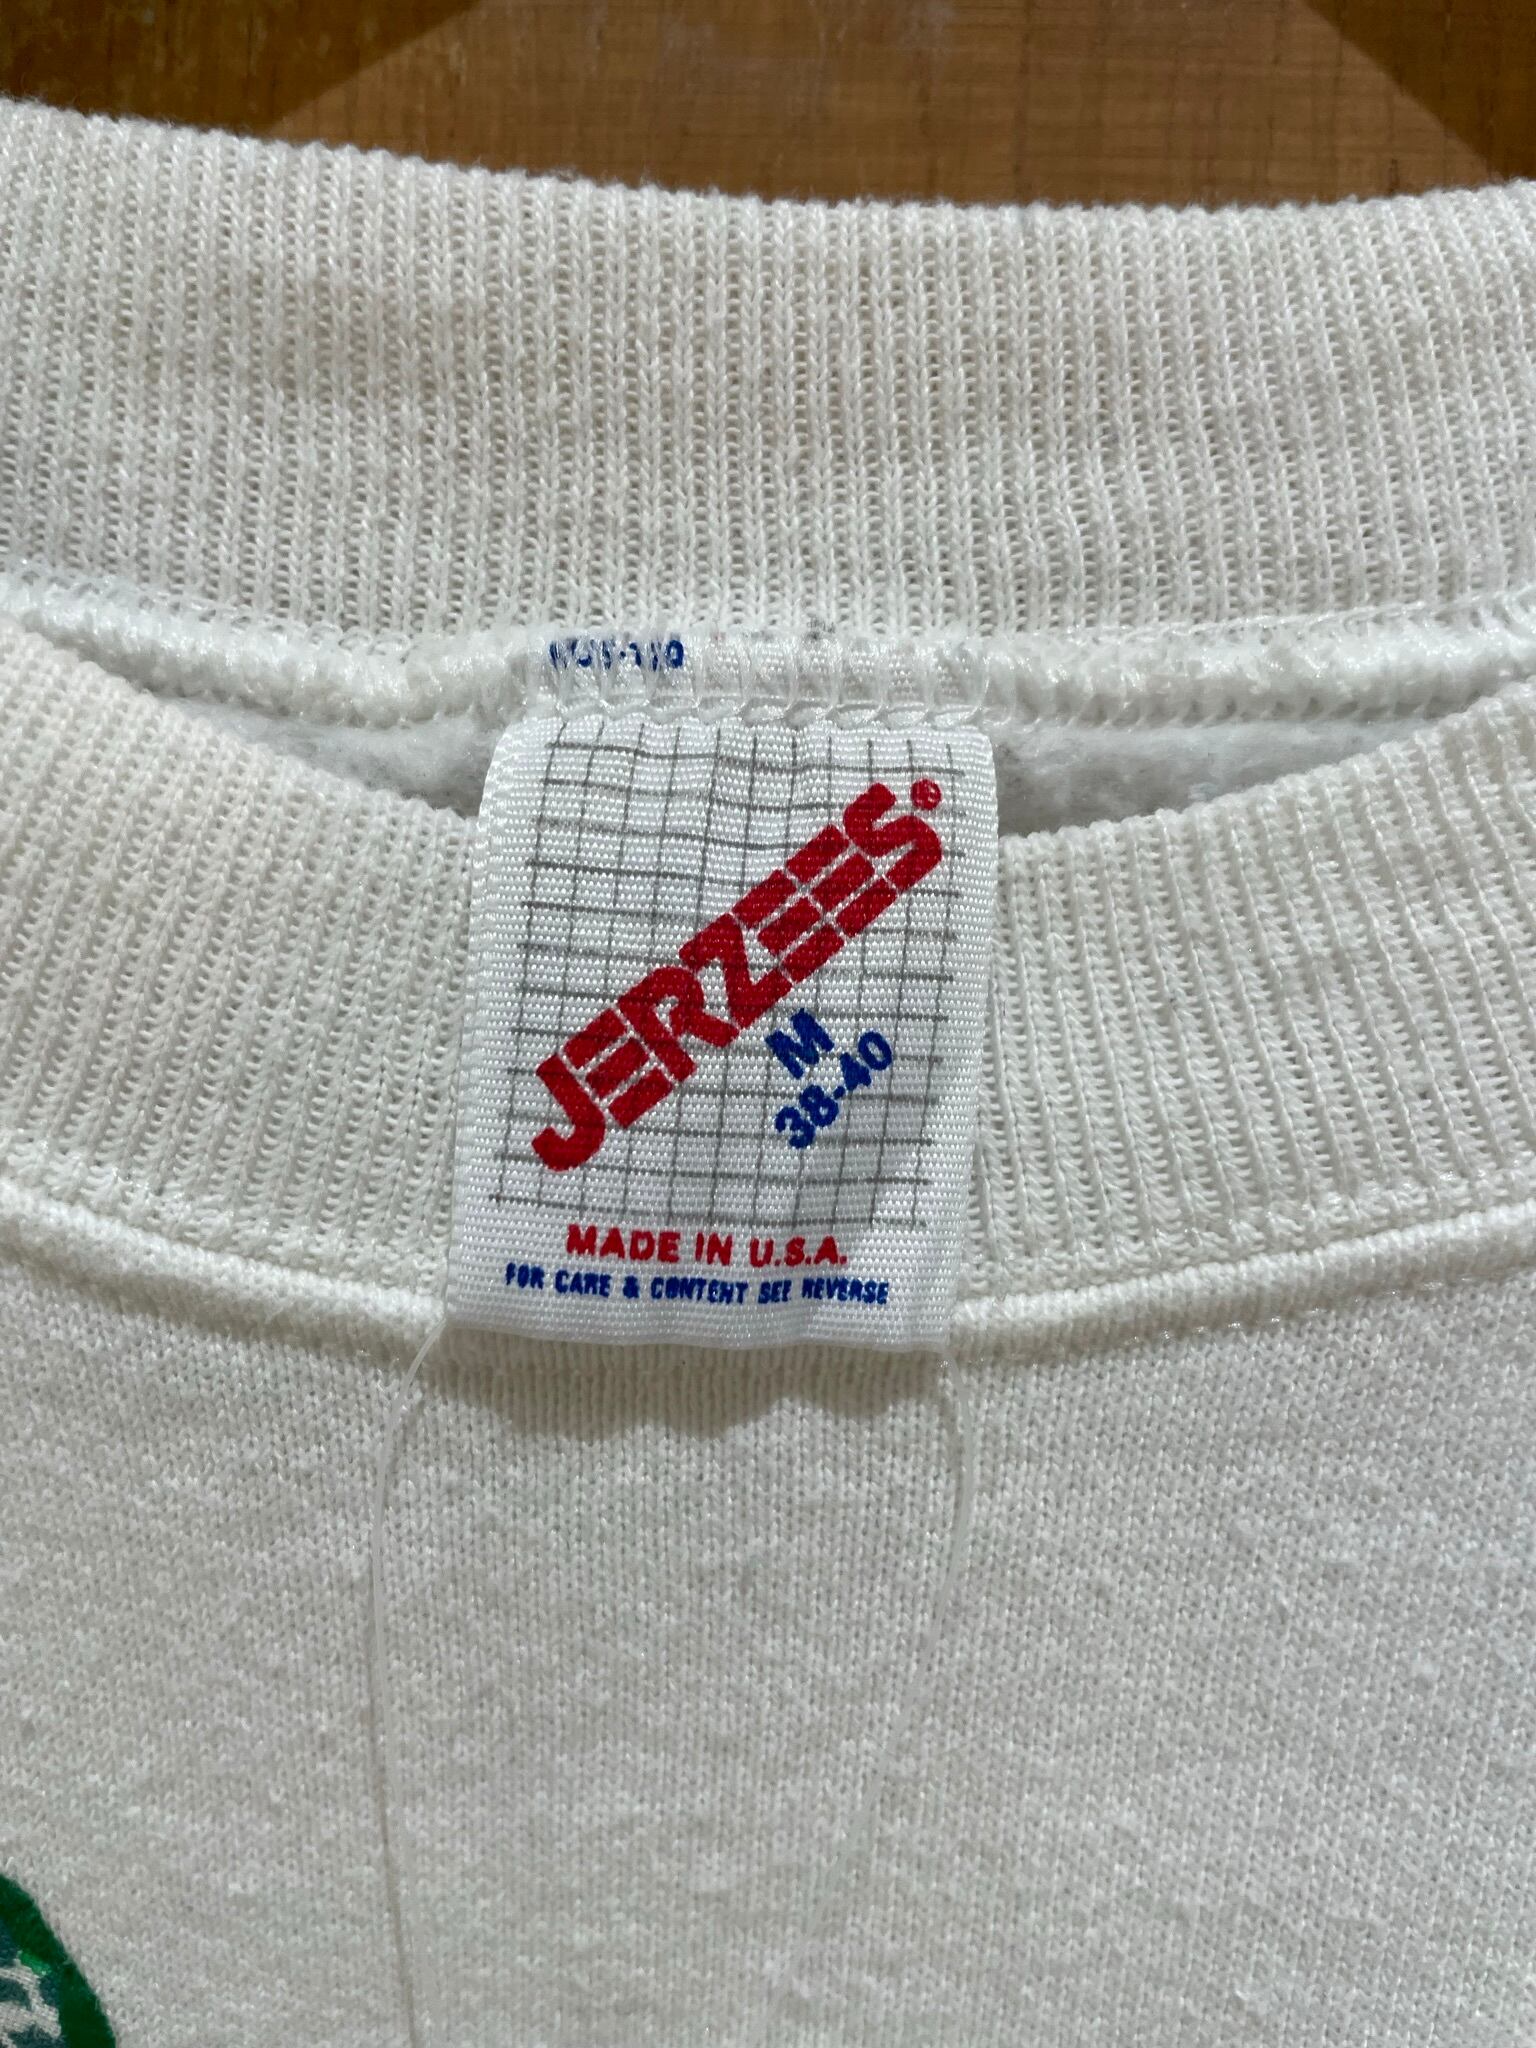 JERZEES®
M
38-40
MADE IN U.S.A.
FOR CARE & CONTENT SEE REVERSE